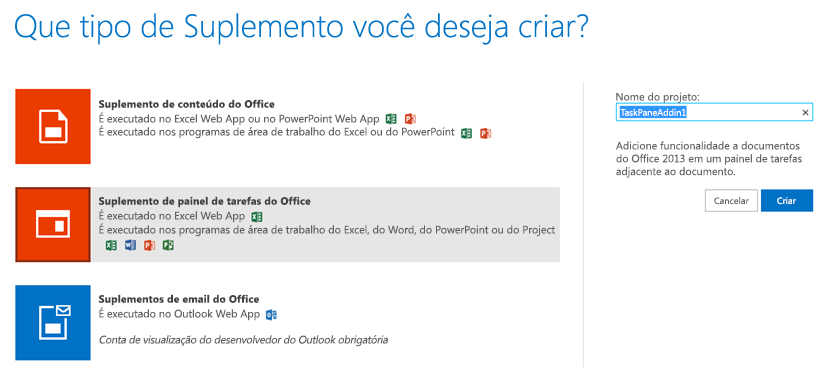 Que tipo de Suplemento você deseja criar?
Suplemento de conteúdo do Office
É executado no Excel Web App ou no PowerPoint Web App
É executado nos programas de área de trabalho do Excel ou do PowerPoint
Suplemento de painel de tarefas do Office
É executado no Excel Web App
É executado nos programas de área de trabalho do Excel, do Word, do PowerPoint ou do Project
Suplementos de email do Office
É executado no Outlook Web App
Conta de visualização do desenvolvedor do Outlook obrigatória
Nome do projeto:
TaskPaneAddin1
Adicione funcionalidade a documentos
do Office 2013 em um painel de tarefas
adjacente ao documento.
Cancelar
Criar